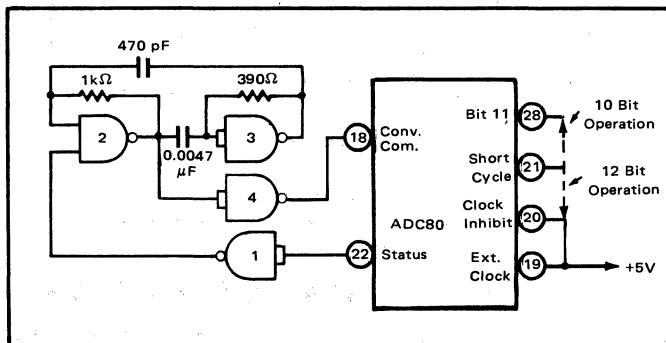 470 pF
1kΩ
390Ω
2
0.0047
μF
3
4
1
18
Conv.
Com.
22
Status
ADC80
Bit 11
28
Short
Cycle
21
Clock
Inhibit
20
Ext.
Clock
19
10 Bit
Operation
12 Bit
Operation
+5V